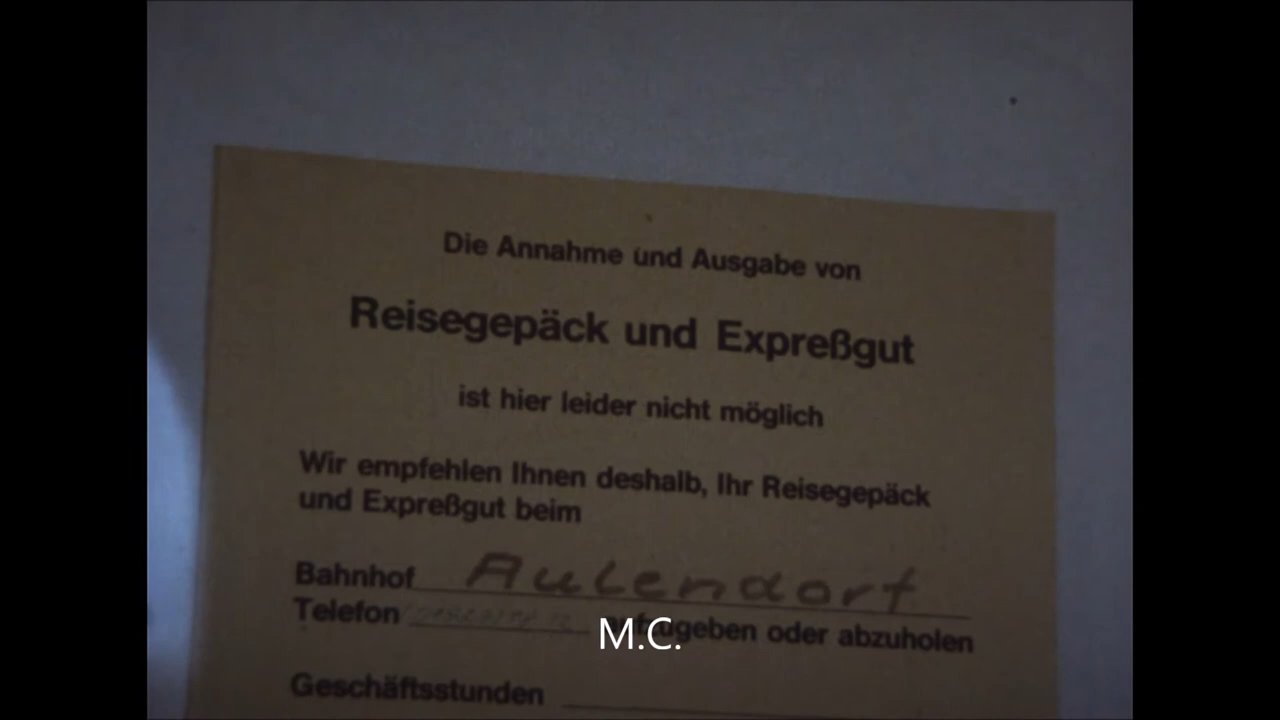 Die Annahme und Ausgabe von
Reisegepäck und Expreßgut
ist hier leider nicht möglich
Wir empfehlen Ihnen deshalb, Ihr Reisegepäck
und Expreßgut beim
Bahnhof Aulendorf
Telefon aufzugeben oder abzuholen
M.C.
Geschäftsstunden